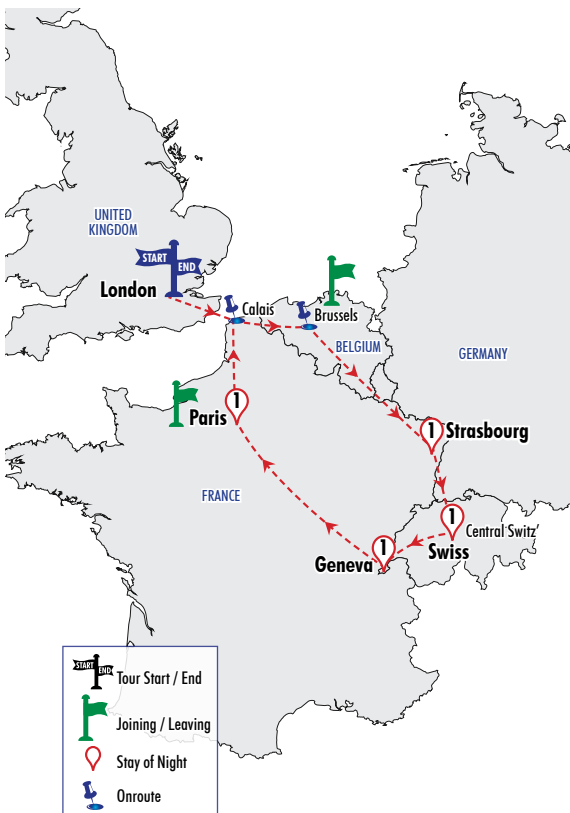 UNITED
KINGDOM
START
END
London
Calais
Brussels
BELGIUM
GERMANY
1
Paris
1
Strasbourg
FRANCE
1
Central Switz'
Swiss
1
Geneva
START
END
Tour Start / End
Joining / Leaving
Stay of Night
Onroute